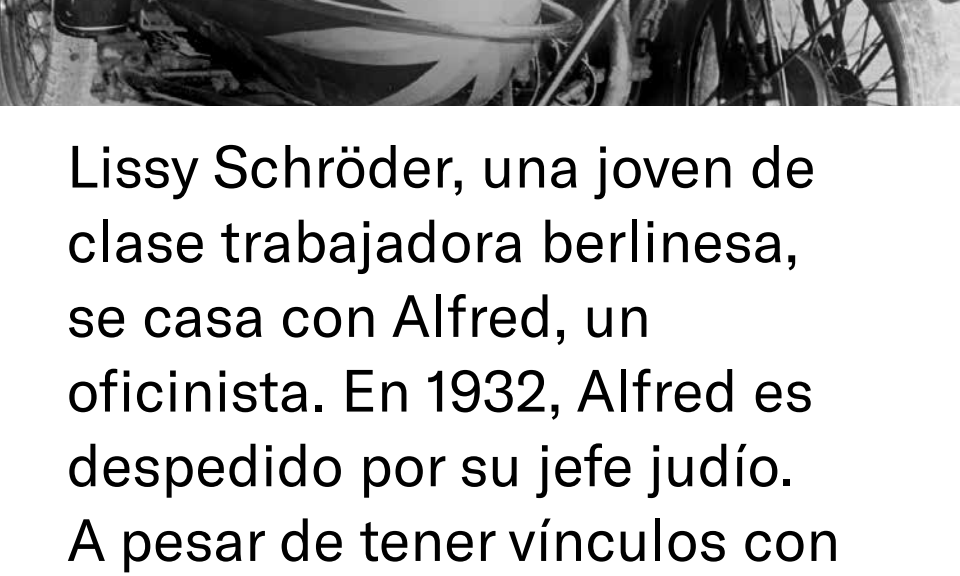 Lissy Schröder, una joven de
clase trabajadora berlinesa,
se casa con Alfred, un
oficinista. En 1932, Alfred es
despedido por su jefe judío.
A pesar de tener vínculos con